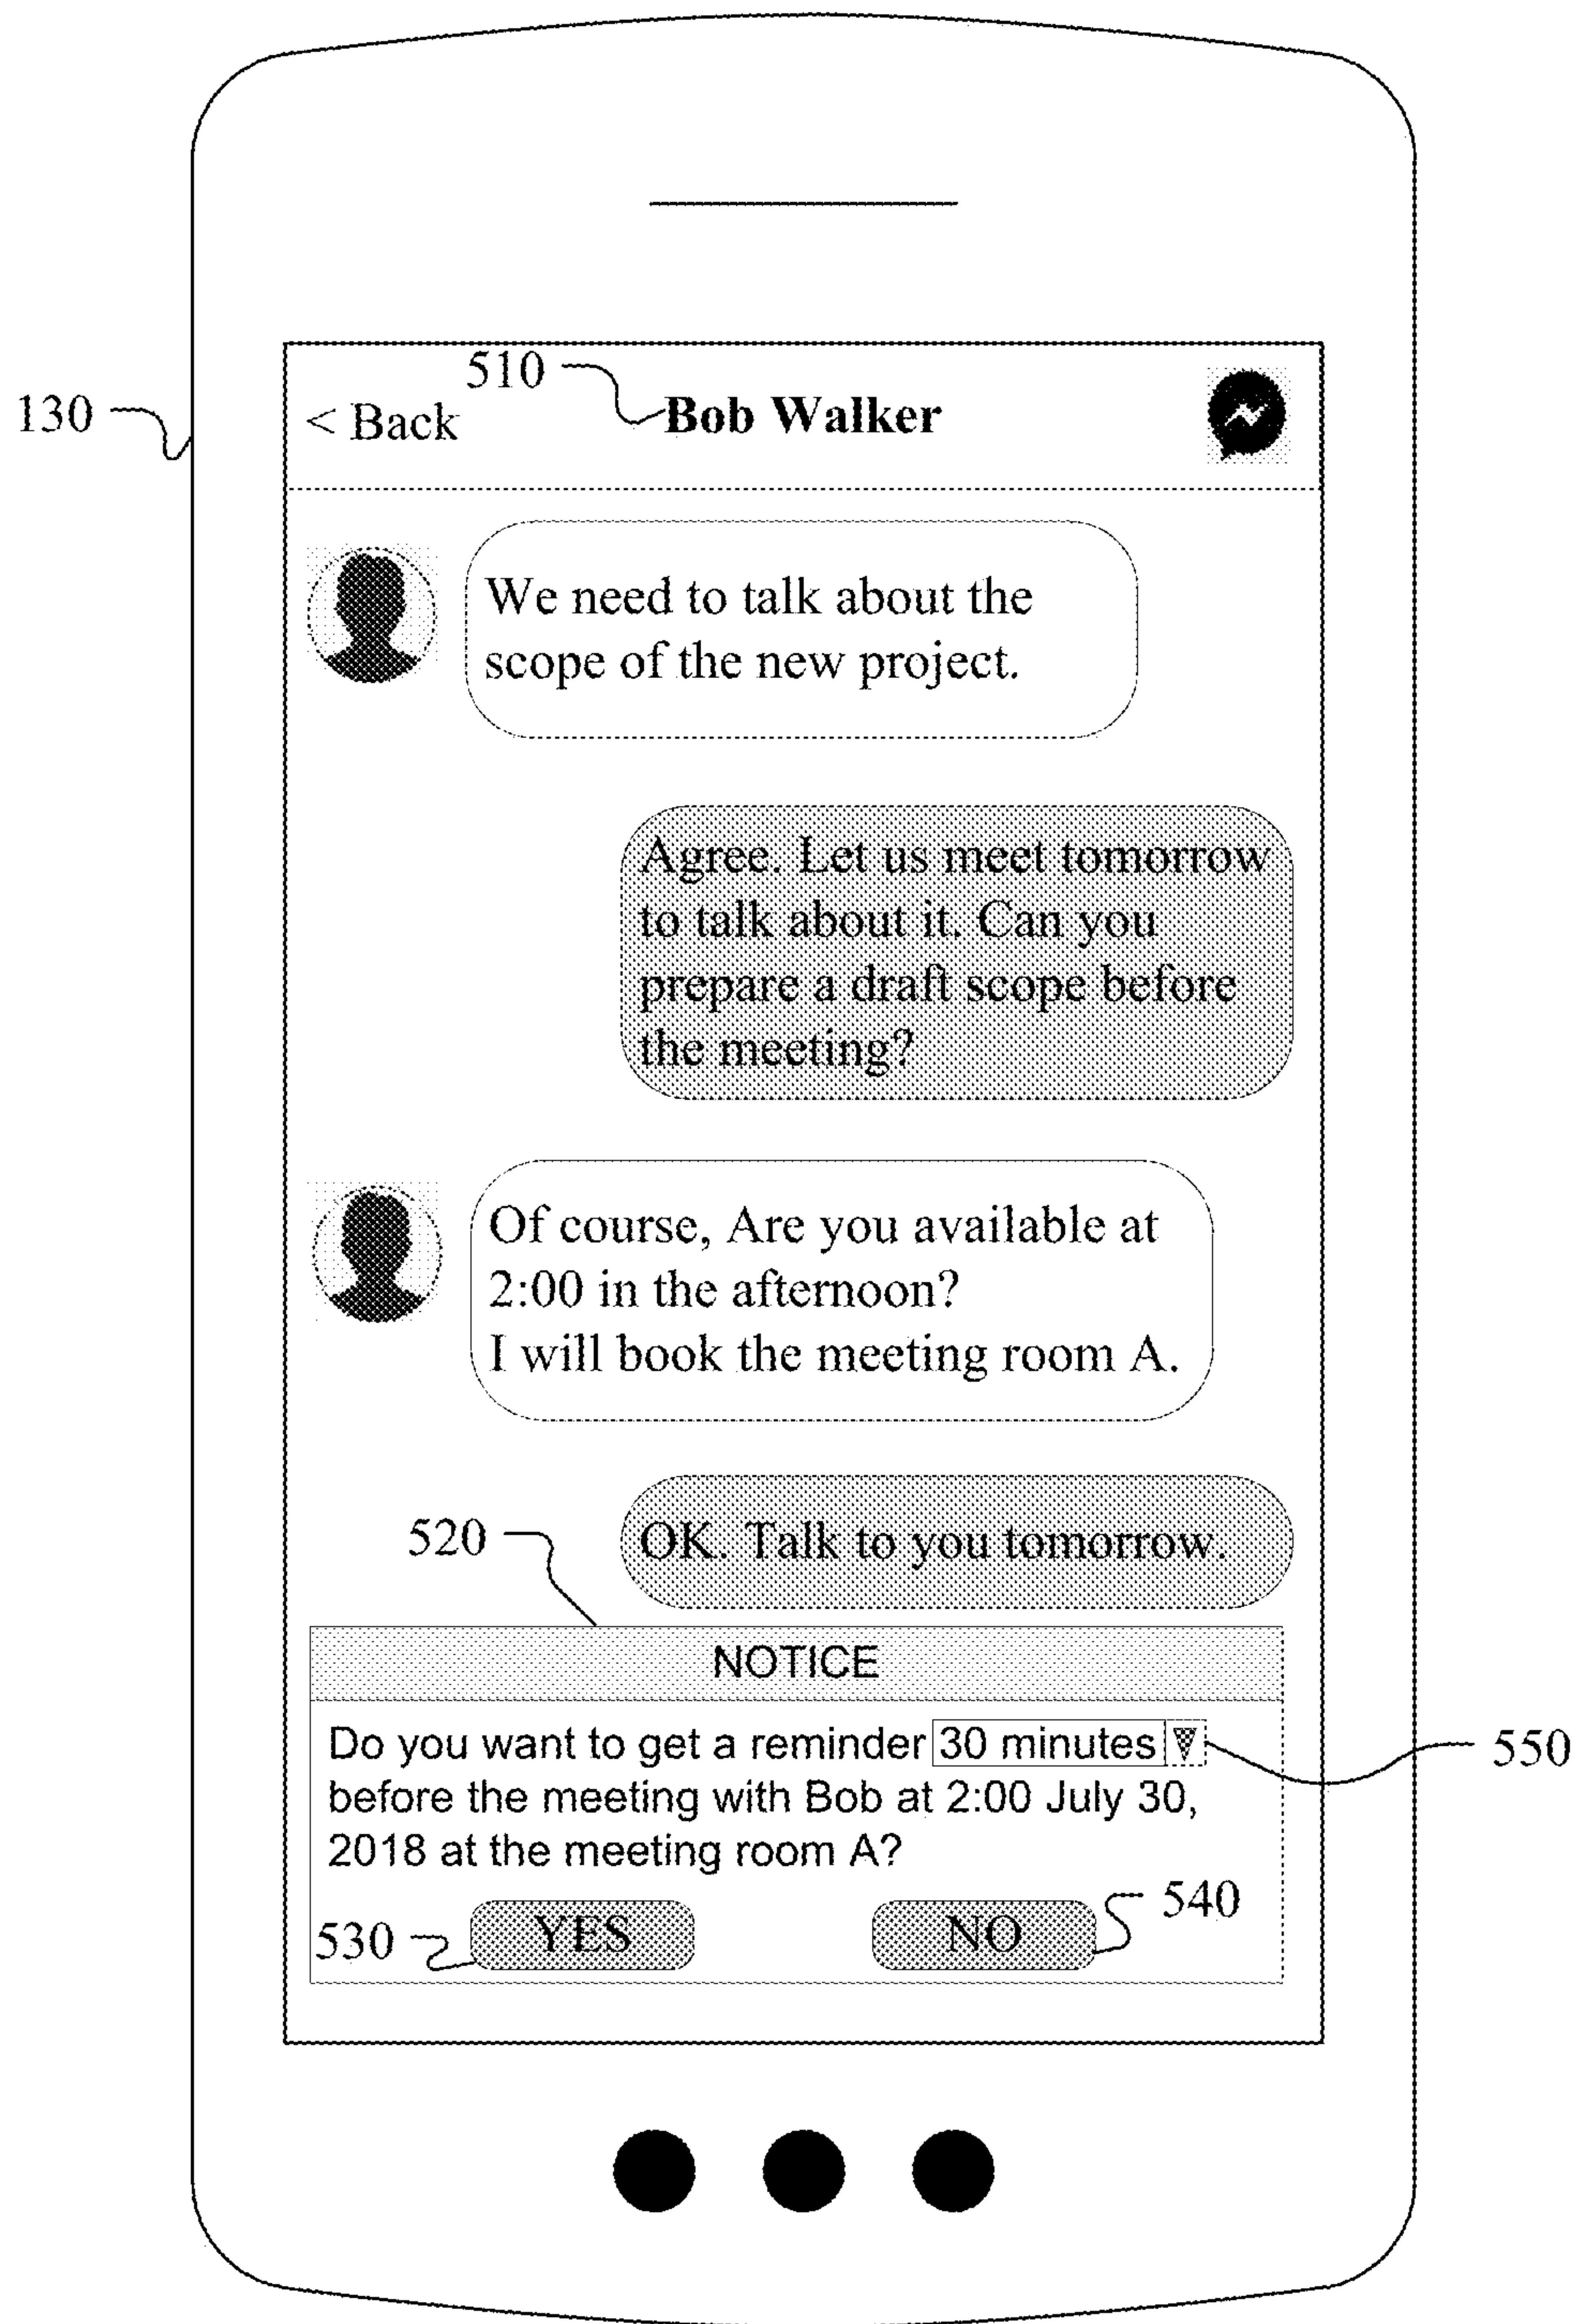 510
130
< Back
Bob Walker
We need to talk about the
scope of the new project.
Agree. Let us meet tomorrow
to talk about it. Can you
prepare a draft scope before
the meeting?
Of course, Are you available at
2:00 in the afternoon?
I will book the meeting room A.
520
OK. Talk to you tomorrow.
NOTICE
Do you want to get a reminder 30 minutes
550
before the meeting with Bob at 2:00 July 30,
2018 at the meeting room A?
540
530
YES
NO